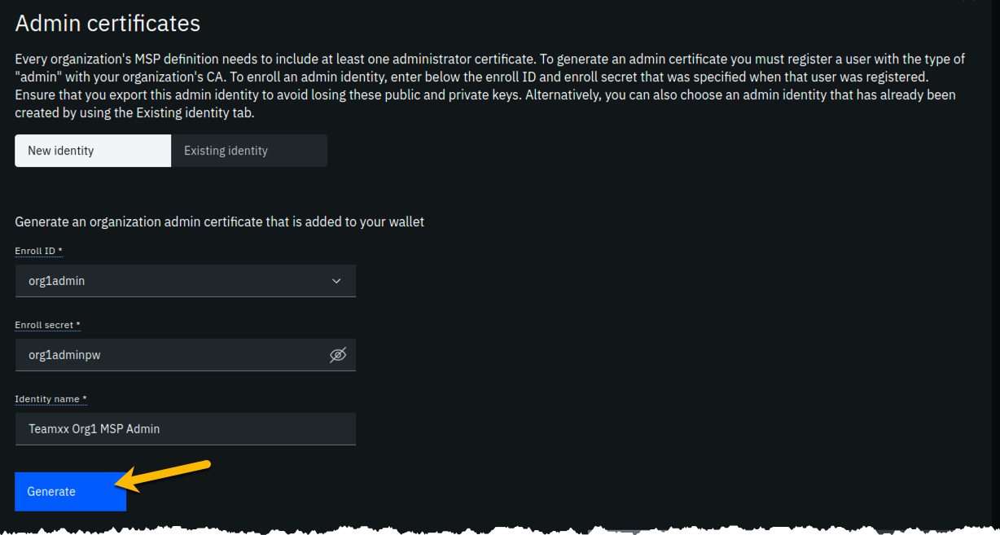 Admin certificates
Every organization's MSP definition needs to include at least one administrator certificate. To generate an admin certificate you must register a user with the type of
"admin" with your organization's CA. To enroll an admin identity, enter below the enroll ID and enroll secret that was specified when that user was registered.
Ensure that you export this admin identity to avoid losing these public and private keys. Alternatively, you can also choose an admin identity that has already been
created by using the Existing identity tab.
New identity
Existing identity
Generate an organization admin certificate that is added to your wallet
Enroll ID *
org1admin
Enroll secret *
org1adminpw
Identity name *
Teamxx Org1 MSP Admin
Generate